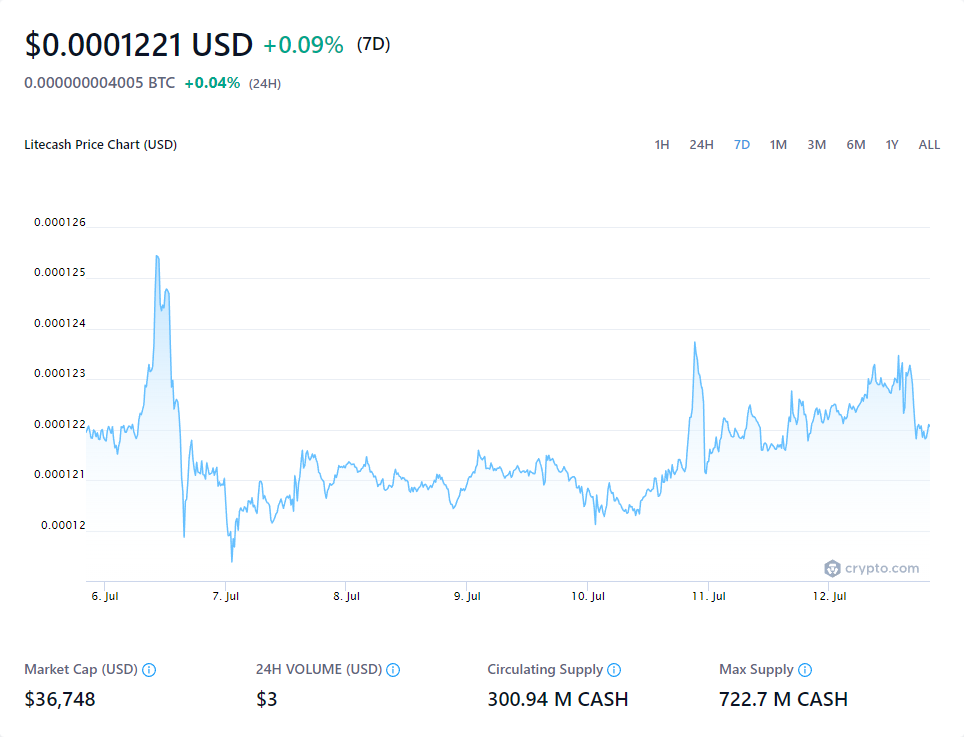 $0.0001221 USD +0.09% (7D)
0.000000004005 BTC +0.04% (24H)
Litecash Price Chart (USD)
1H 24H 7D 1M 3M 6M 1Y ALL
0.000126
0.000125
0.000124
0.000123
0.000122
0.000121
0.00012
crypto.com
6. Jul 7. Jul 8. Jul 9. Jul 10. Jul 11. Jul 12. Jul
Market Cap (USD) 24H VOLUME (USD) Circulating Supply Max Supply
$36,748 $3 300.94 M CASH 722.7 M CASH